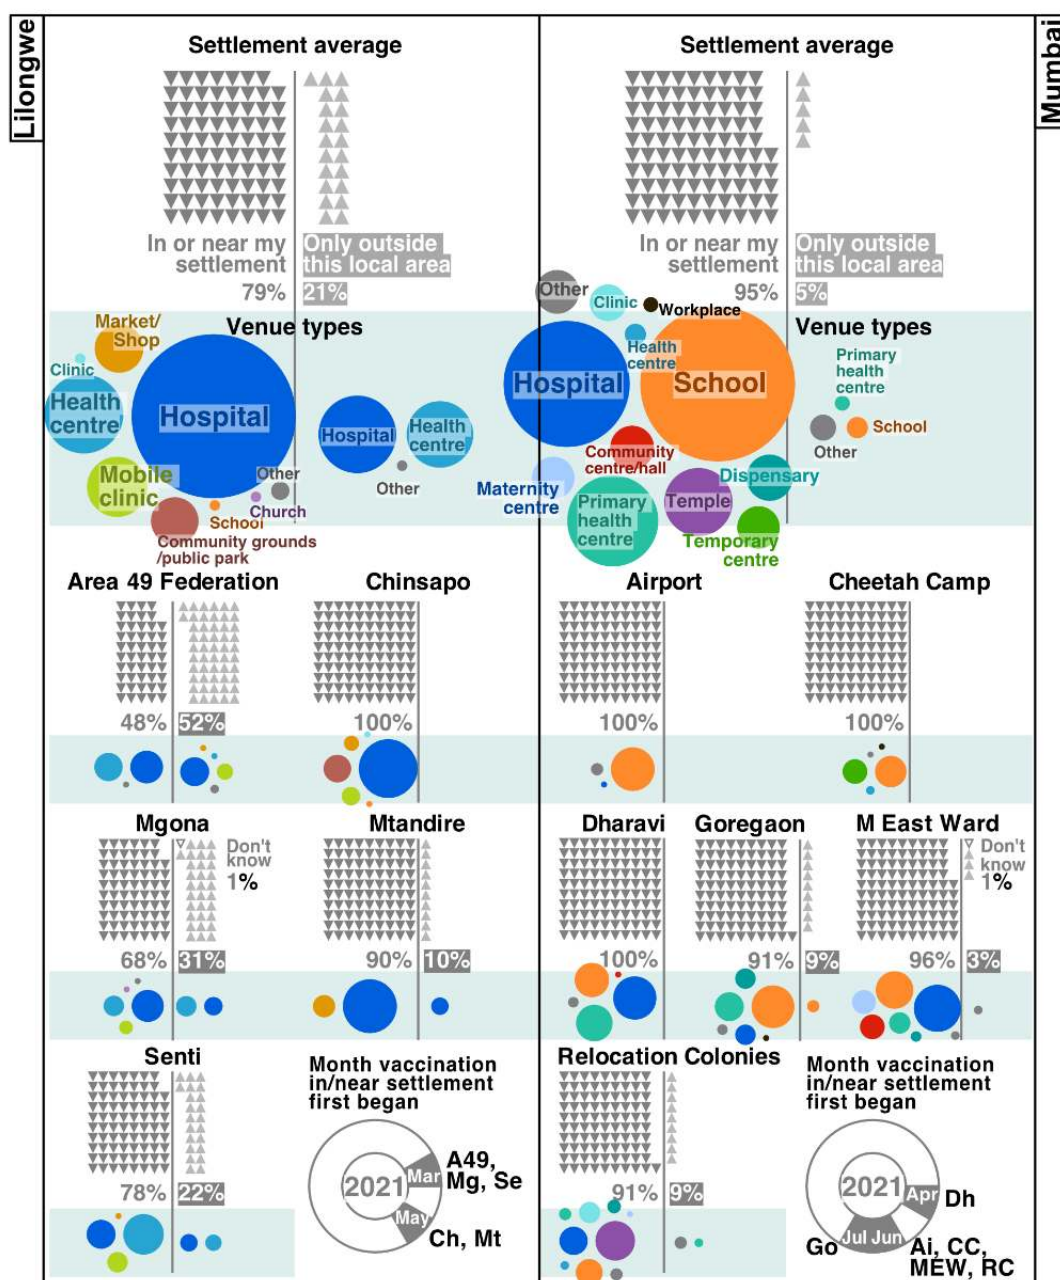 Lilongwe
Mumbai
Settlement average
In or near my
settlement
79%
Only outside
this local area
21%
Settlement average
In or near my
settlement
95%
Only outside
this local area
5%
Venue types
Market/
Shop
Clinic
Health
centre
Hospital
Mobile
clinic
Other
Church
School
Community grounds
/public park
Hospital
Health
centre
Other
Venue types
Other
Clinic
Workplace
Health
centre
Hospital
School
Community
centre/hall
Maternity
centre
Primary
health
centre
Temple
Dispensary
Temporary
centre
Primary
health
centre
School
Other
Area 49 Federation
48%
52%
Chinsapo
100%
Airport
100%
Cheetah Camp
100%
Mgona
Don't
know
1%
68%
31%
Mtandire
90%
10%
Dharavi
100%
Goregaon
91%
9%
M East Ward
Don't
know
1%
96%
3%
Senti
78%
22%
Month vaccination
in/near settlement
first began
2021
Mar
A49,
Mg, Se
May
Ch, Mt
Relocation Colonies
91%
9%
Month vaccination
in/near settlement
first began
2021
Apr
Dh
Jul
Jun
Go
Ai, CC,
MEW, RC